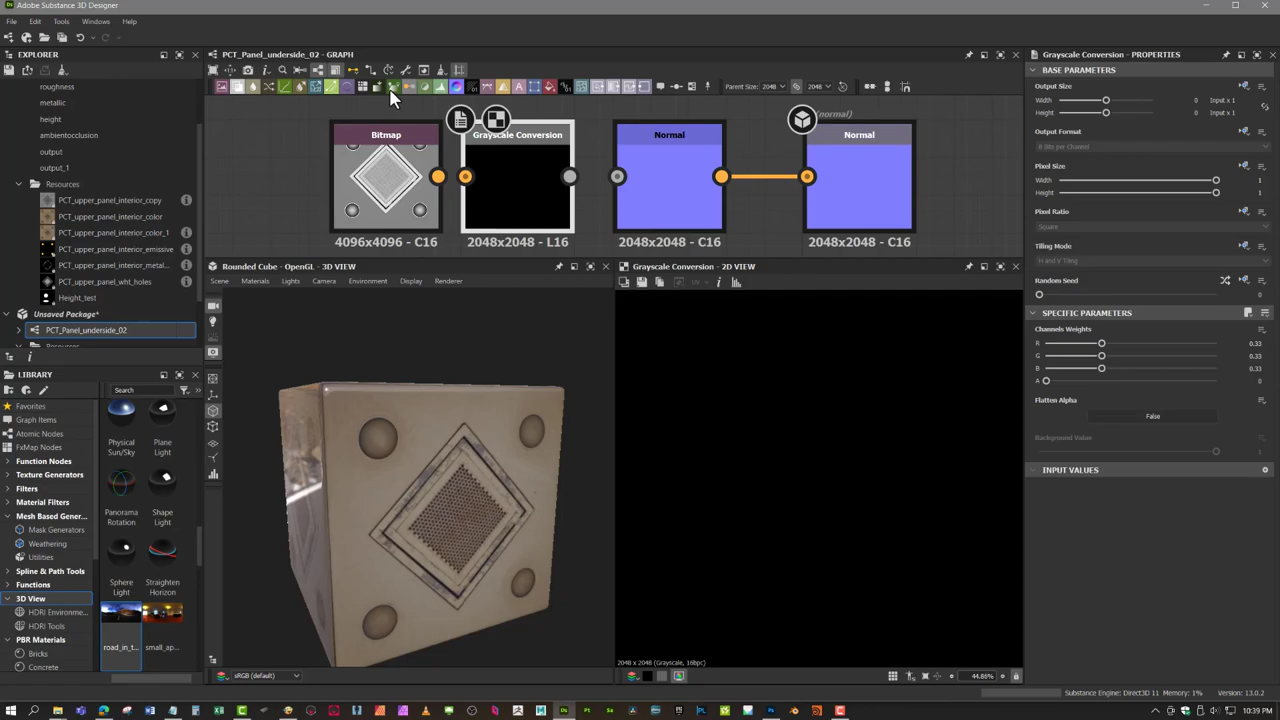 Adobe Substance 3D Designer
File Edit Tools Windows Help
EXPLORER
roughness
metallic
height
ambientocclusion
output
output_1
Resources
PCT_upper_panel_interior_copy
PCT_upper_panel_interior_color
PCT_upper_panel_interior_color_1
PCT_upper_panel_interior_emissive
PCT_upper_panel_interior_metal...
PCT_upper_panel_wht_holes
Height_test
Unsaved Package*
PCT_Panel_underside_02
LIBRARY
Search
Favorites
Graph Items
Atomic Nodes
FxMap Nodes
Function Nodes
Texture Generators
Filters
Material Filters
Mesh Based Gener...
Mask Generators
Weathering
Utilities
Spline & Path Tools
Functions
3D View
HDRI Environme...
HDRI Tools
PBR Materials
Bricks
Concrete
Physical Sun/Sky
Plane Light
Panorama Rotation
Shape Light
Sphere Light
Straighten Horizon
road_in_t...
small_ap...
PCT_Panel_underside_02 - GRAPH
Parent Size: 2048
2048
(normal)
Bitmap
Grayscale Conversion
Normal
Normal
4096x4096 - C16
2048x2048 - L16
2048x2048 - C16
2048x2048 - C16
Rounded Cube - OpenGL - 3D VIEW
Scene Materials Lights Camera Environment Display Renderer
sRGB (default)
Grayscale Conversion - 2D VIEW
UV
2048 x 2048 (Grayscale, 16bpc)
44.86%
Grayscale Conversion - PROPERTIES
BASE PARAMETERS
Output Size
Width 0 Input x 1
Height 0 Input x 1
Output Format
8 Bits per Channel
Pixel Size
Width 1
Height 1
Pixel Ratio
Square
Tiling Mode
H and V Tiling
Random Seed
0
SPECIFIC PARAMETERS
Channels Weights
R 0.33
G 0.33
B 0.33
A 0
Flatten Alpha
False
Background Value
1
INPUT VALUES
Substance Engine: Direct3D 11 Memory: 1% Version: 13.0.2
10:39 PM